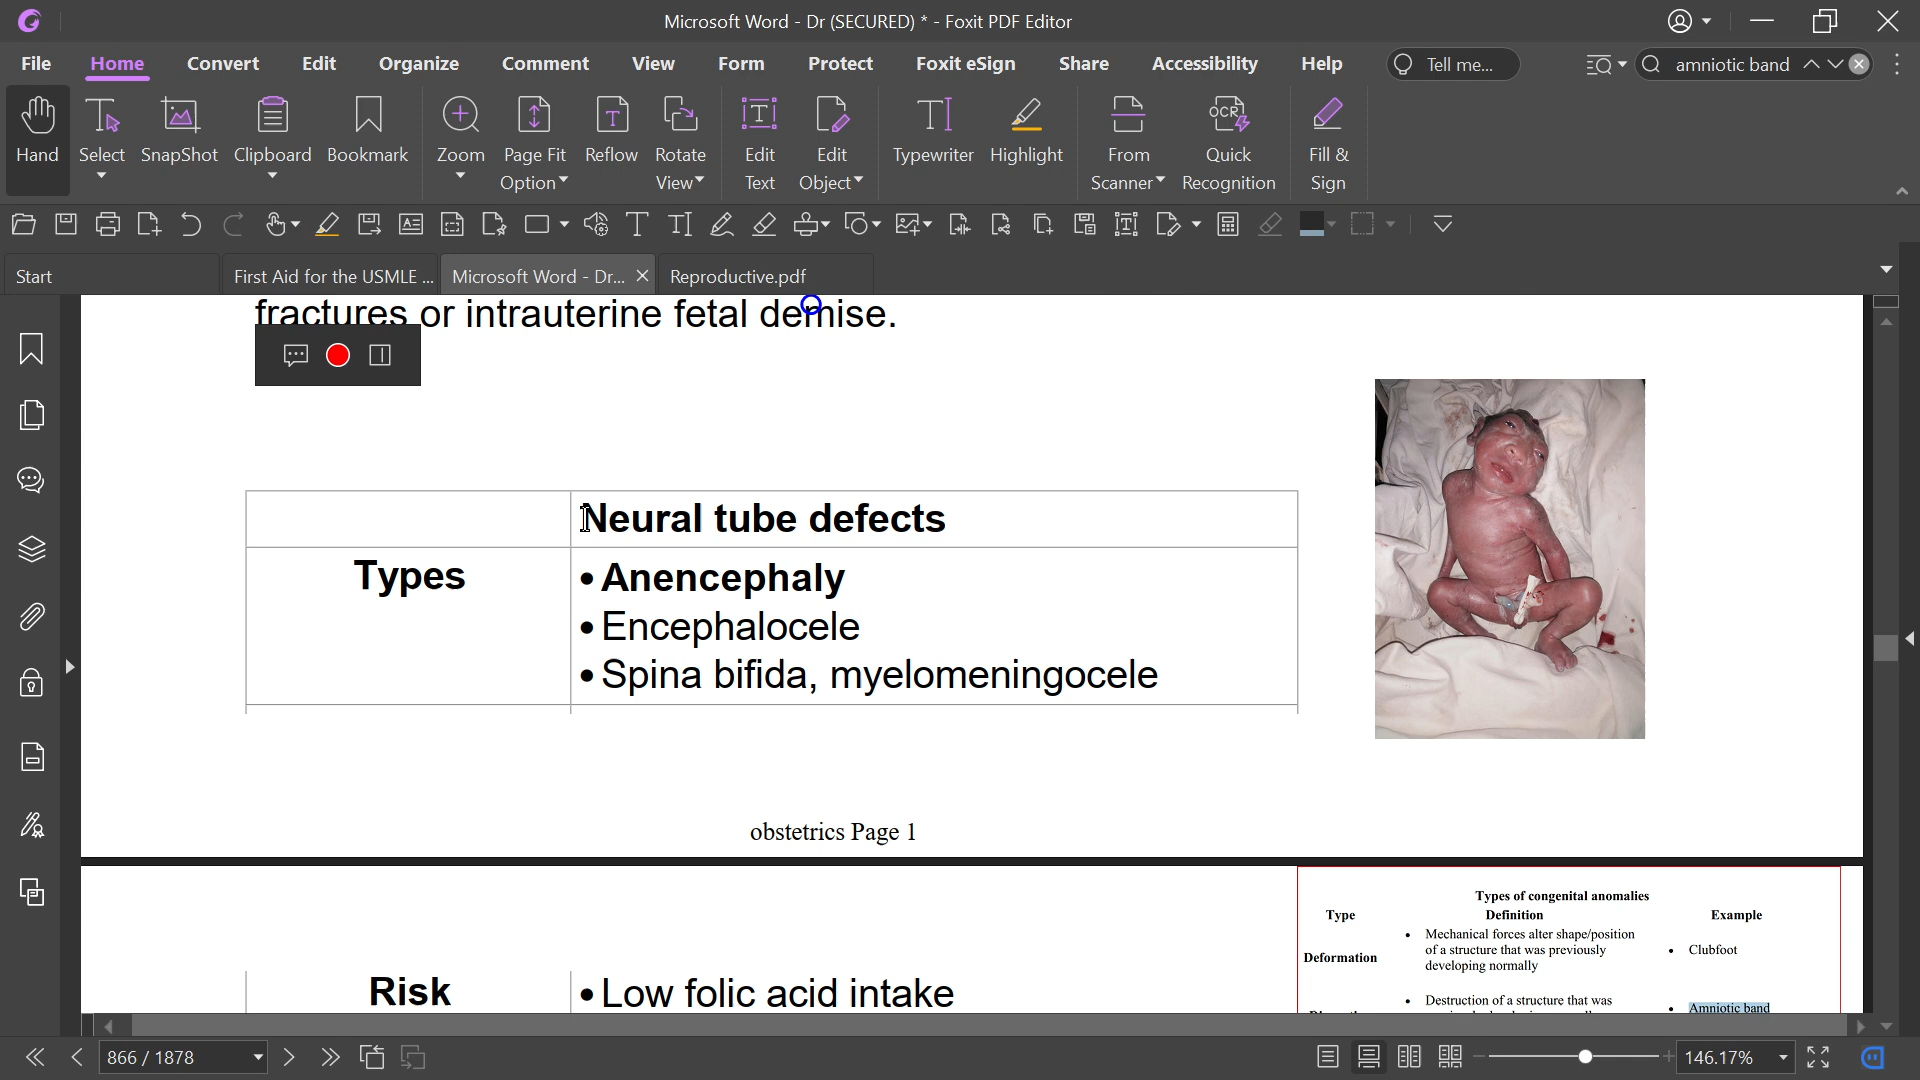 Microsoft Word - Dr (SECURED) * - Foxit PDF Editor
File Home Convert Edit Organize Comment View Form Protect Foxit eSign Share Accessibility Help Tell me... amniotic band
Hand Select SnapShot Clipboard Bookmark Zoom Page Fit Option Reflow Rotate View Edit Text Edit Object Typewriter Highlight From Scanner OCR Quick Recognition Fill & Sign
Start First Aid for the USMLE ... Microsoft Word - Dr... Reproductive.pdf
fractures or intrauterine fetal demise.
Neural tube defects
Types
• Anencephaly
• Encephalocele
• Spina bifida, myelomeningocele
obstetrics Page 1
Risk
• Low folic acid intake
Types of congenital anomalies
Type Definition Example
Deformation
• Mechanical forces alter shape/position
of a structure that was previously
developing normally
• Clubfoot
• Destruction of a structure that was
• Amniotic band
866 / 1878
146.17%